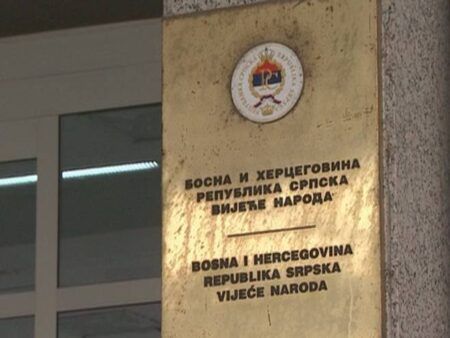 БОСНА И ХЕРЦЕГОВИНА
РЕПУБЛИКА СРПСКА
ВИЈЕЋЕ НАРОДА
BOSNA I HERCEGOVINA
REPUBLIKA SRPSKA
VIJEĆE NARODA